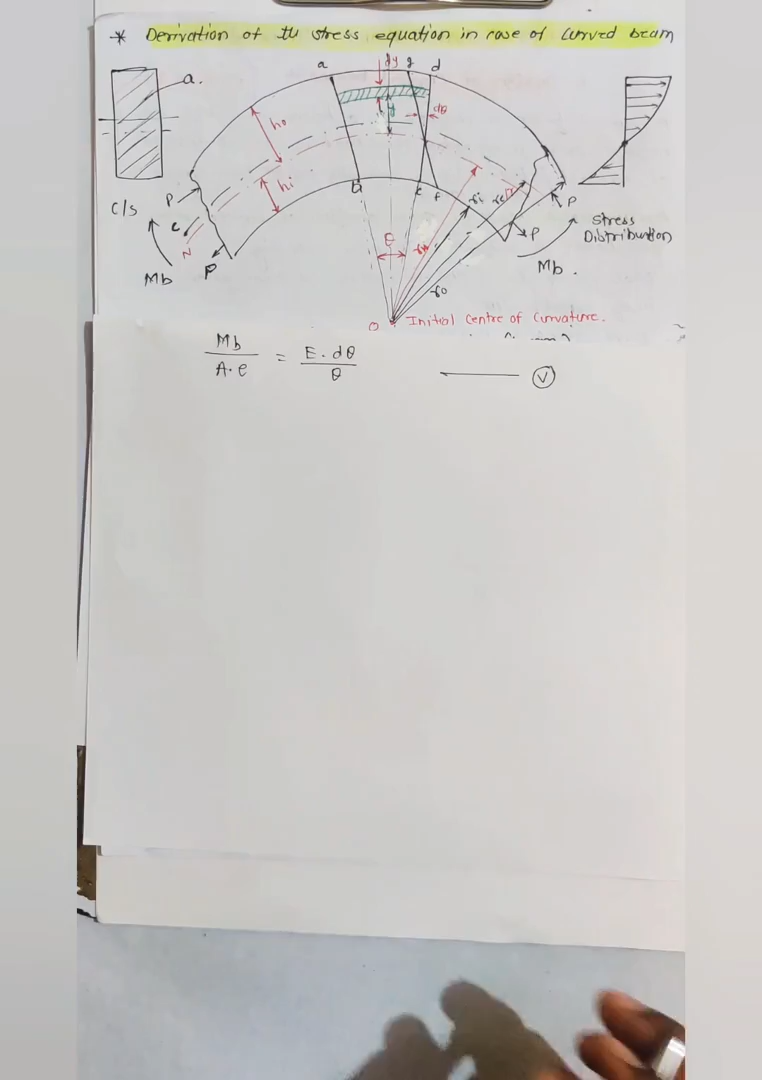 * Derivation of the stress equation in case of curved beam
a.
a
dy
g
d
y
dθ
ho
hi
b
c
f
P
c/s
C
N
Mb
P
θ
rn
ri
rc
ro
P
P
Mb.
Stress
Distribution
O Initial Centre of Curvature.
Mb / A.e = E.dθ / θ ——— (V)